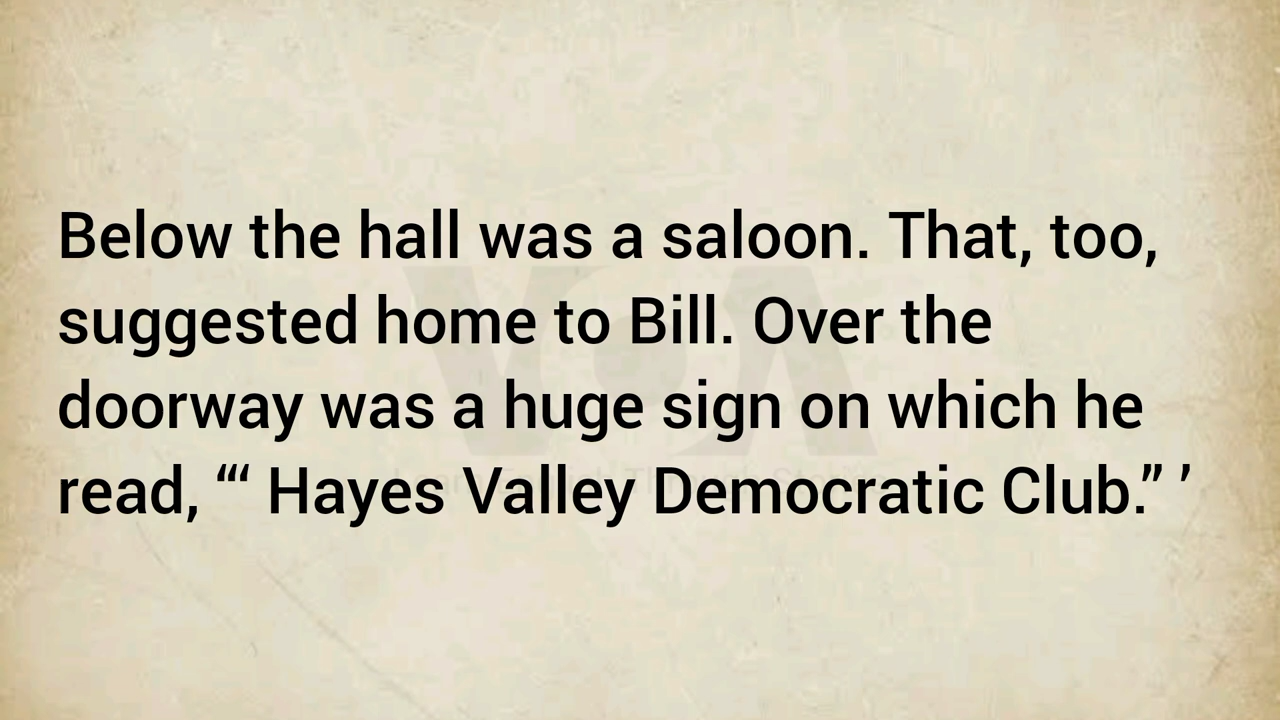 Below the hall was a saloon. That, too,
suggested home to Bill. Over the
doorway was a huge sign on which he
read, “‘ Hayes Valley Democratic Club.” ’
VOA